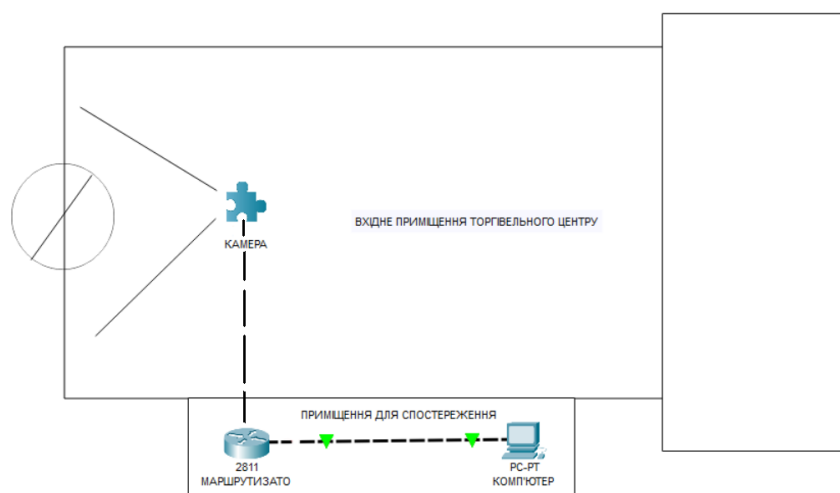 КАМЕРА
ВХІДНЕ ПРИМІЩЕННЯ ТОРГІВЕЛЬНОГО ЦЕНТРУ
ПРИМІЩЕННЯ ДЛЯ СПОСТЕРЕЖЕННЯ
2811
МАРШРУТИЗАТО
PC-PT
КОМП'ЮТЕР